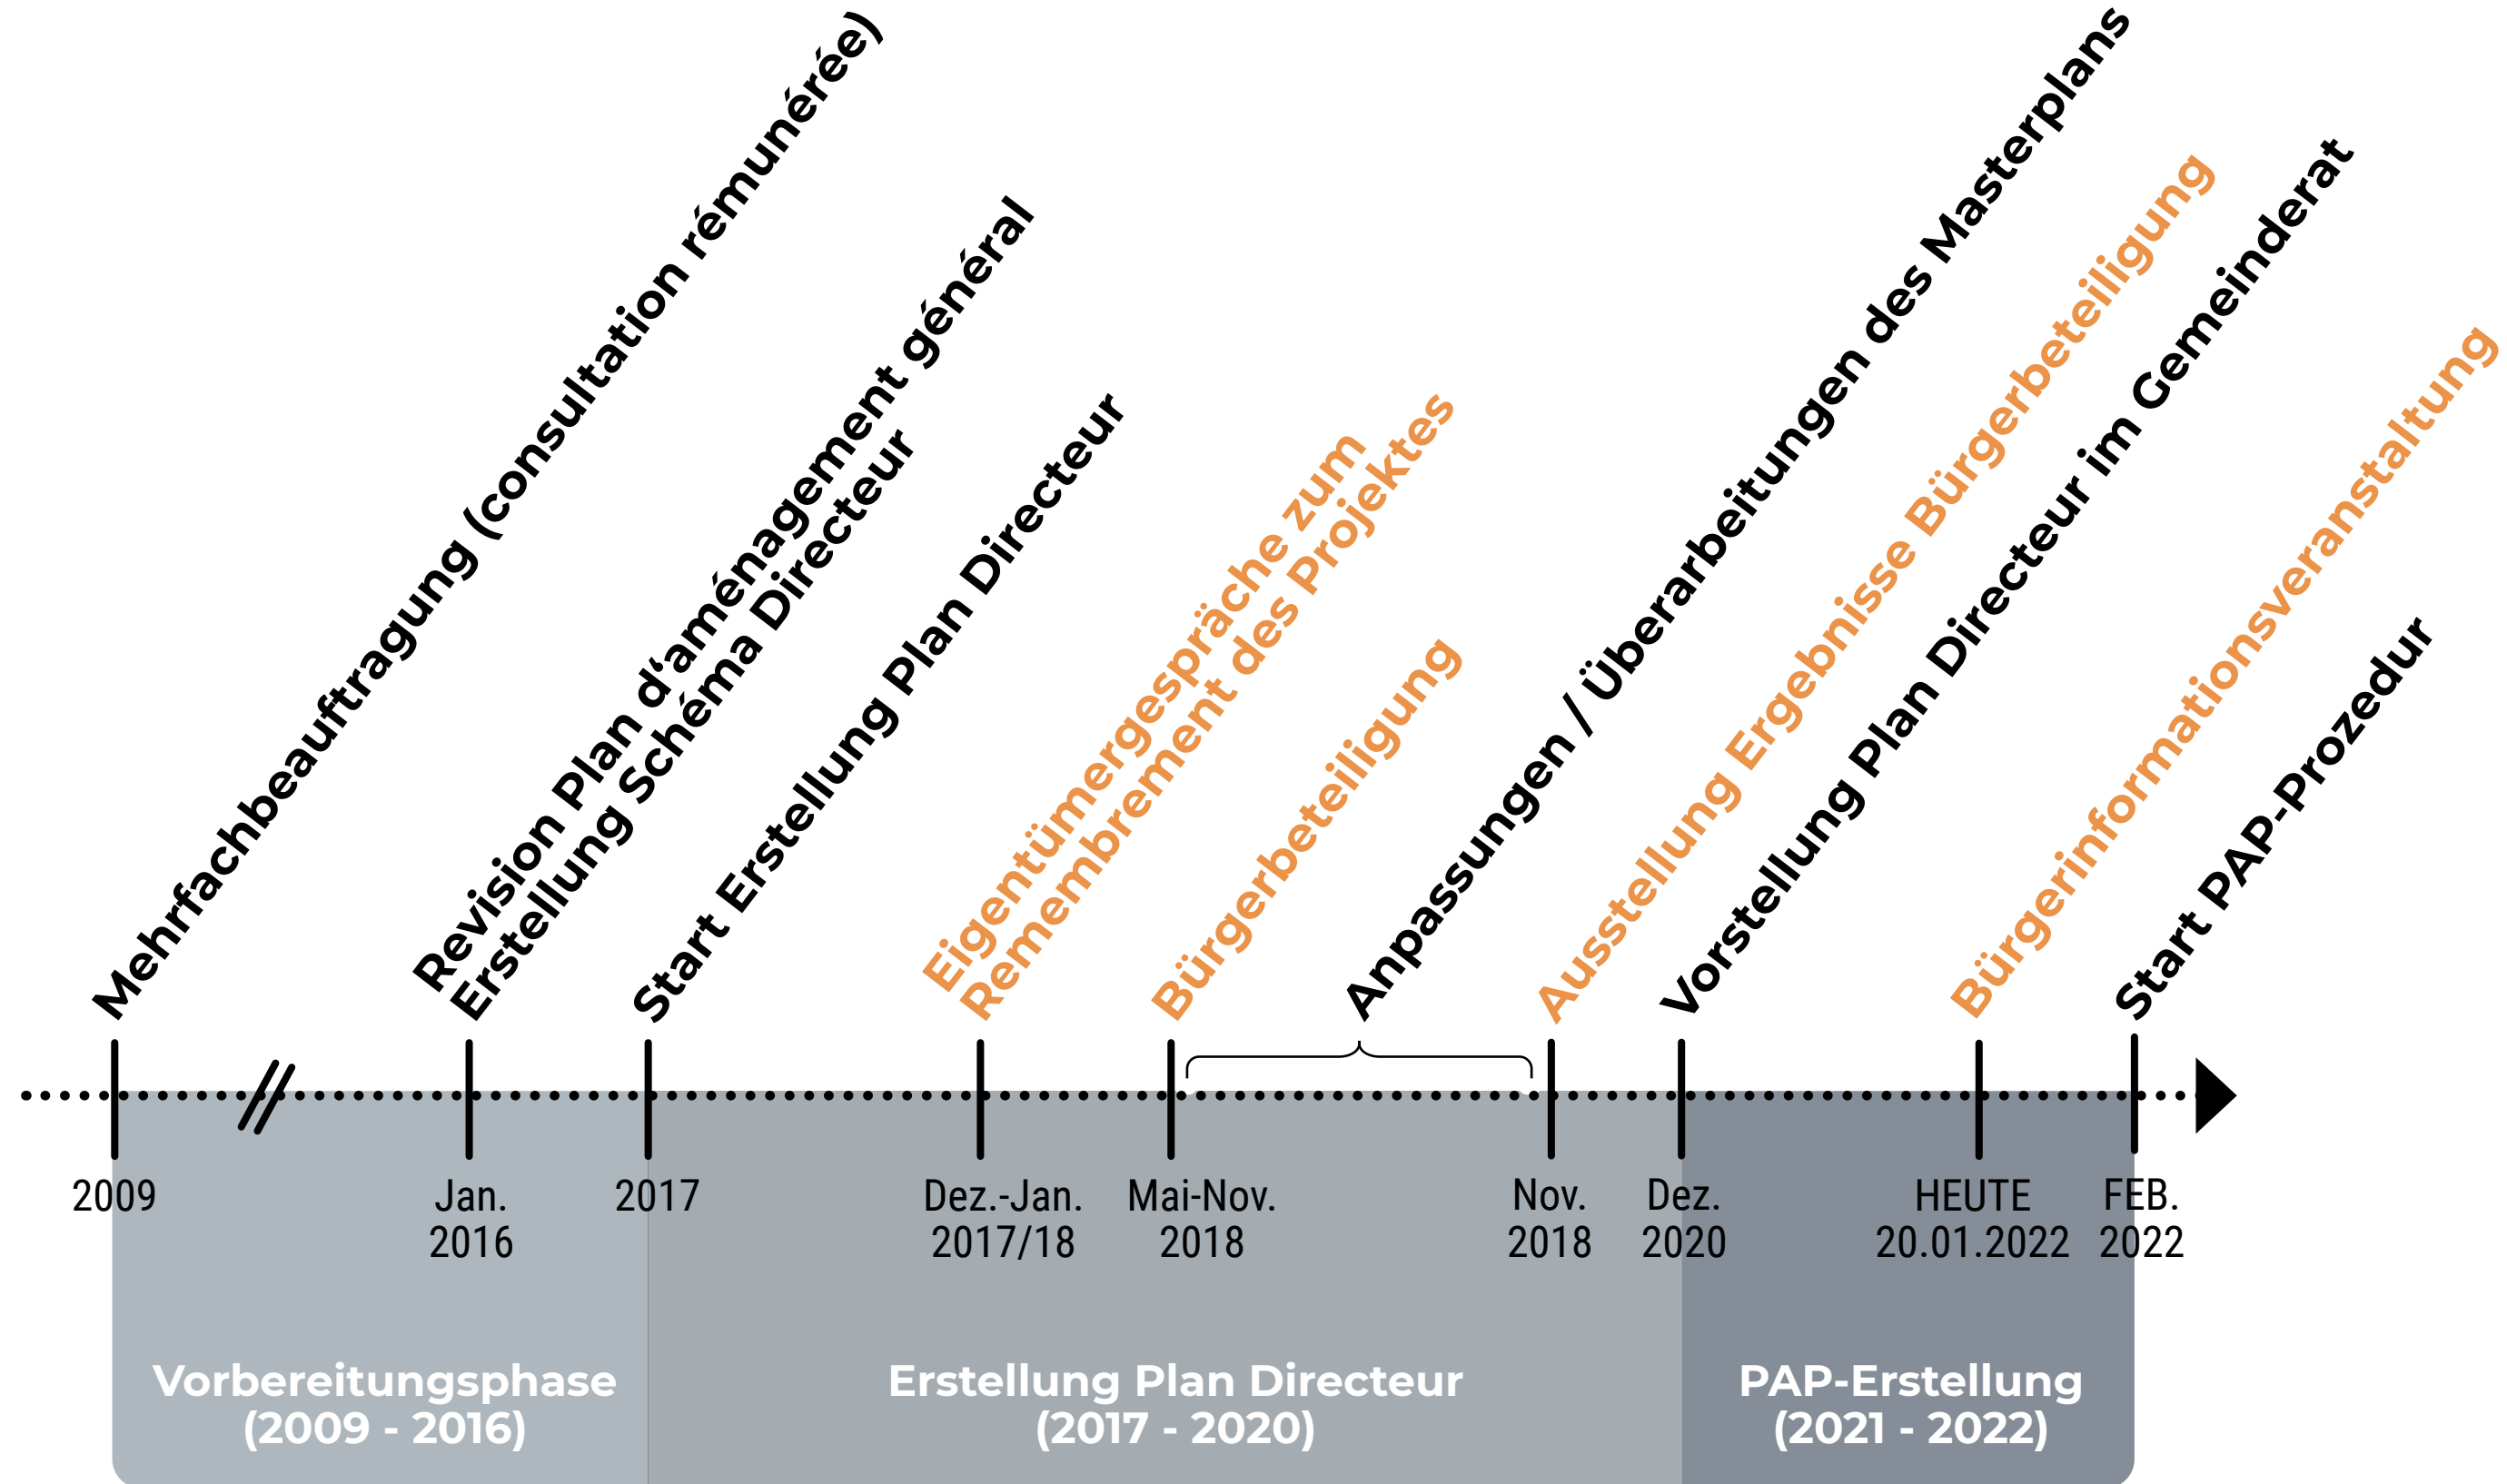 Mehrfachbeauftragung (consultation rémunérée)
Revision Plan d‘aménagement général
Erstellung Schéma Directeur
Start Erstellung Plan Directeur
Eigentümergespräche zum
Remembrement des Projektes
Bürgerbeteiligung
Anpassungen // Überarbeitungen des Masterplans
Ausstellung Ergebnisse Bürgerbeteiligung
Vorstellung Plan Directeur im Gemeinderat
Bürgerinformationsveranstaltung
Start PAP-Prozedur
2009
Jan.
2016
2017
Dez.-Jan.
2017/18
Mai-Nov.
2018
Nov.
2018
Dez.
2020
HEUTE
20.01.2022
FEB.
2022
Vorbereitungsphase
(2009 - 2016)
Erstellung Plan Directeur
(2017 - 2020)
PAP-Erstellung
(2021 - 2022)